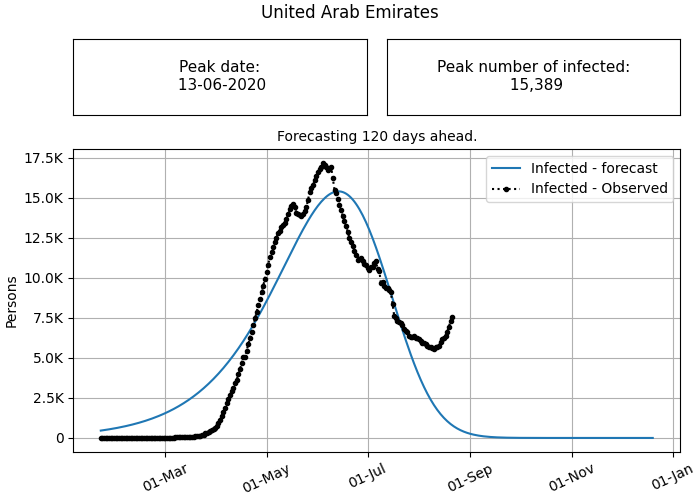 United Arab Emirates
Peak date:
13-06-2020
Peak number of infected:
15,389
Forecasting 120 days ahead.
17.5K
15.0K
12.5K
10.0K
7.5K
5.0K
2.5K
0
Persons
Infected - forecast
Infected - Observed
01-Mar
01-May
01-Jul
01-Sep
01-Nov
01-Jan